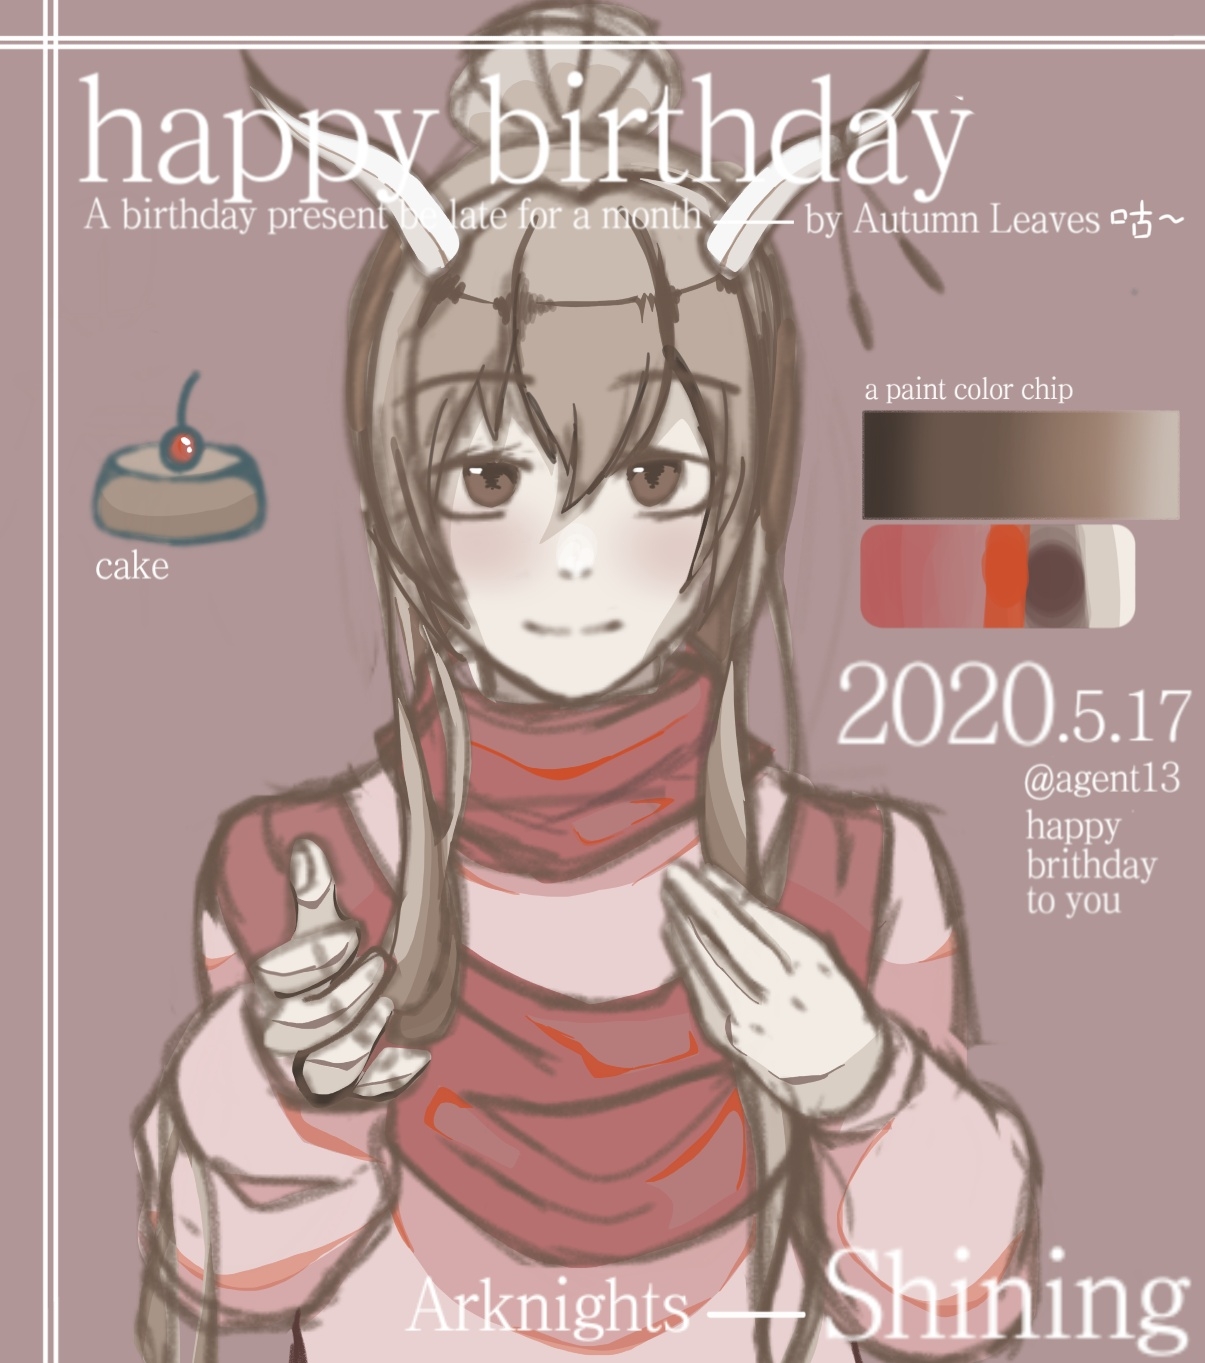 happy birthday
A birthday present be late for a month —— by Autumn Leaves 咕~
a paint color chip
cake
2020.5.17
@agent13
happy
brithday
to you
Arknights —— Shining